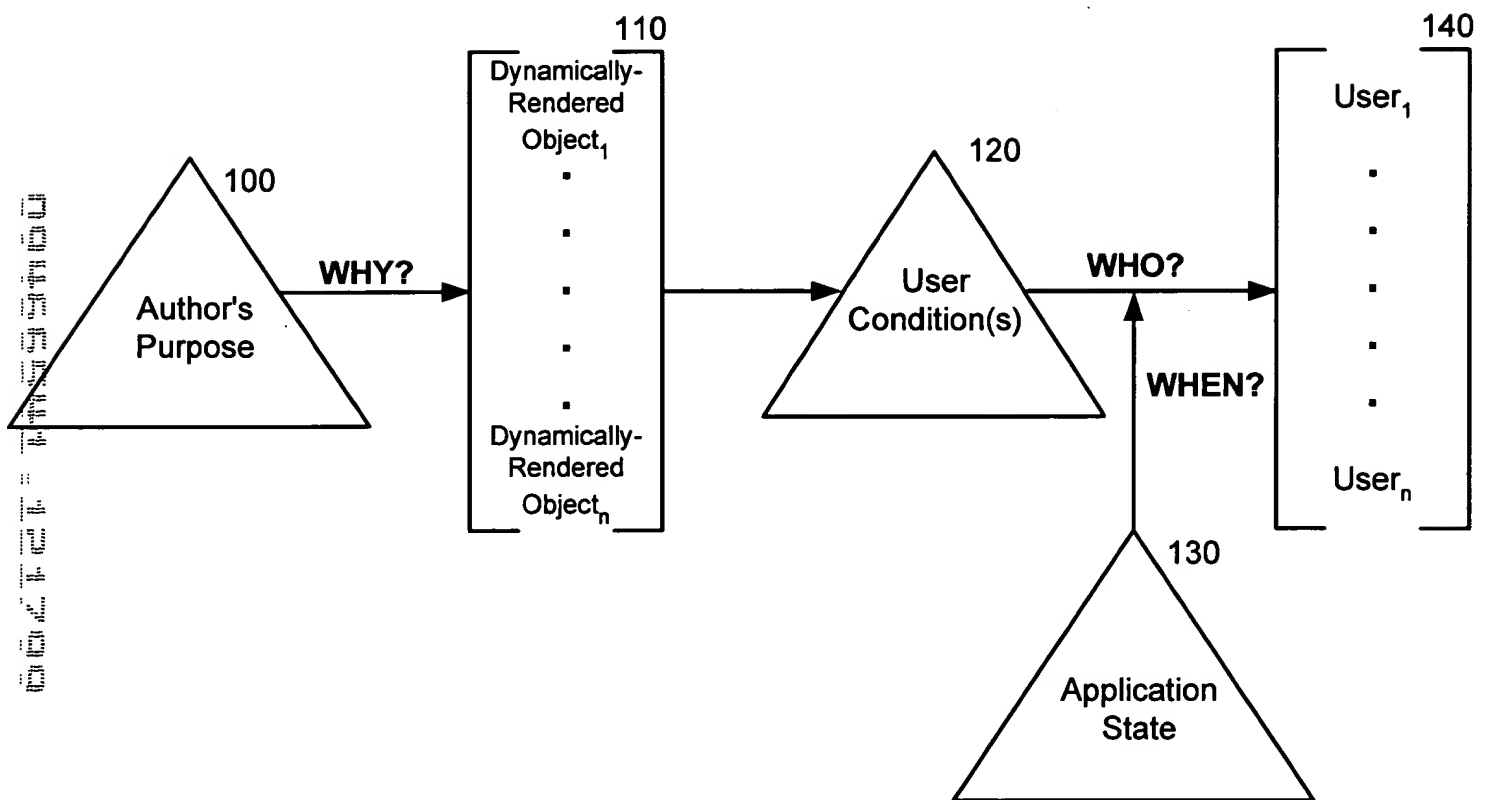 110
Dynamically-
Rendered
Object₁
Dynamically-
Rendered
Objectₙ
100
Author's
Purpose
WHY?
120
User
Condition(s)
WHO?
WHEN?
130
Application
State
140
User₁
Userₙ